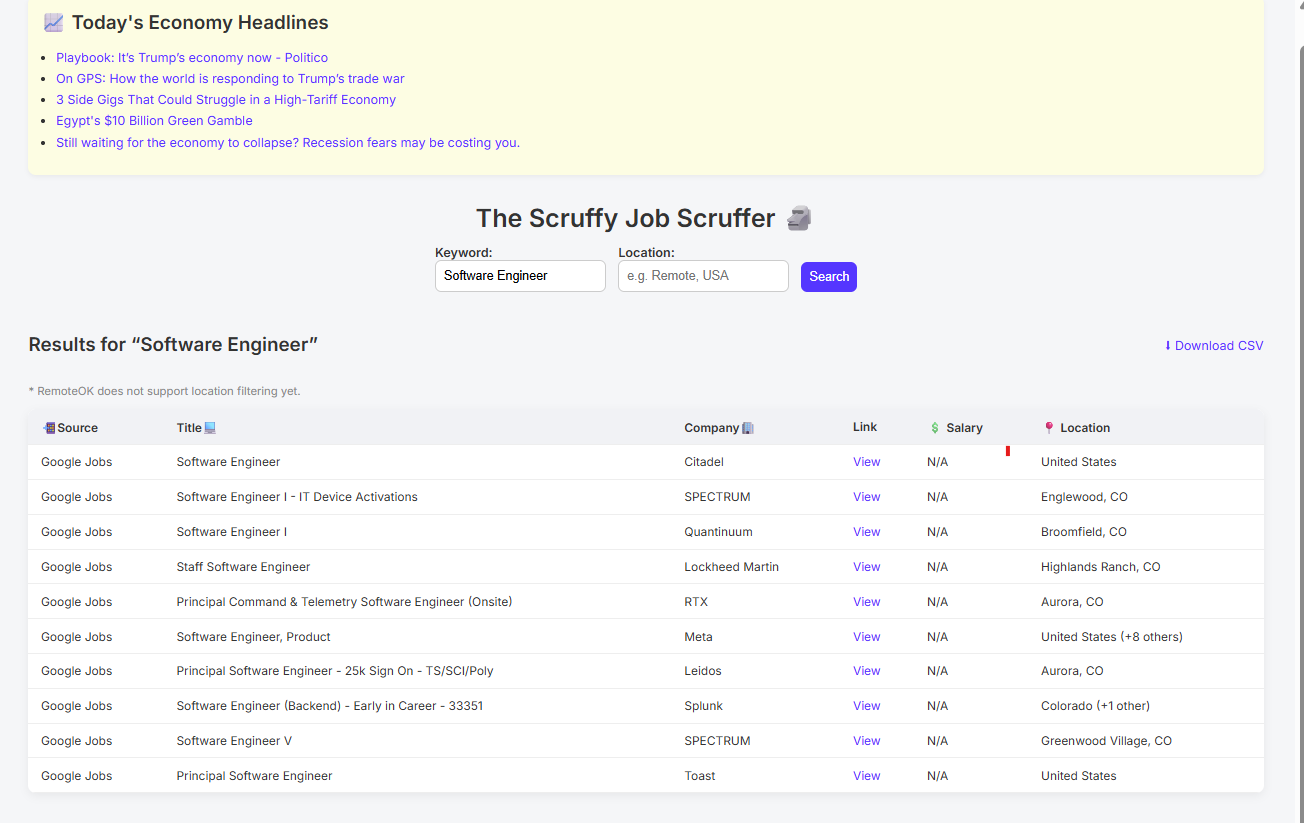 Today's Economy Headlines
Playbook: It’s Trump’s economy now - Politico
On GPS: How the world is responding to Trump’s trade war
3 Side Gigs That Could Struggle in a High-Tariff Economy
Egypt's $10 Billion Green Gamble
Still waiting for the economy to collapse? Recession fears may be costing you.
The Scruffy Job Scruffer
Keyword: Location:
Software Engineer e.g. Remote, USA Search
Results for “Software Engineer” Download CSV
* RemoteOK does not support location filtering yet.
Source Title Company Link Salary Location
Google Jobs Software Engineer Citadel View N/A United States
Google Jobs Software Engineer I - IT Device Activations SPECTRUM View N/A Englewood, CO
Google Jobs Software Engineer I Quantinuum View N/A Broomfield, CO
Google Jobs Staff Software Engineer Lockheed Martin View N/A Highlands Ranch, CO
Google Jobs Principal Command & Telemetry Software Engineer (Onsite) RTX View N/A Aurora, CO
Google Jobs Software Engineer, Product Meta View N/A United States (+8 others)
Google Jobs Principal Software Engineer - 25k Sign On - TS/SCI/Poly Leidos View N/A Aurora, CO
Google Jobs Software Engineer (Backend) - Early in Career - 33351 Splunk View N/A Colorado (+1 other)
Google Jobs Software Engineer V SPECTRUM View N/A Greenwood Village, CO
Google Jobs Principal Software Engineer Toast View N/A United States